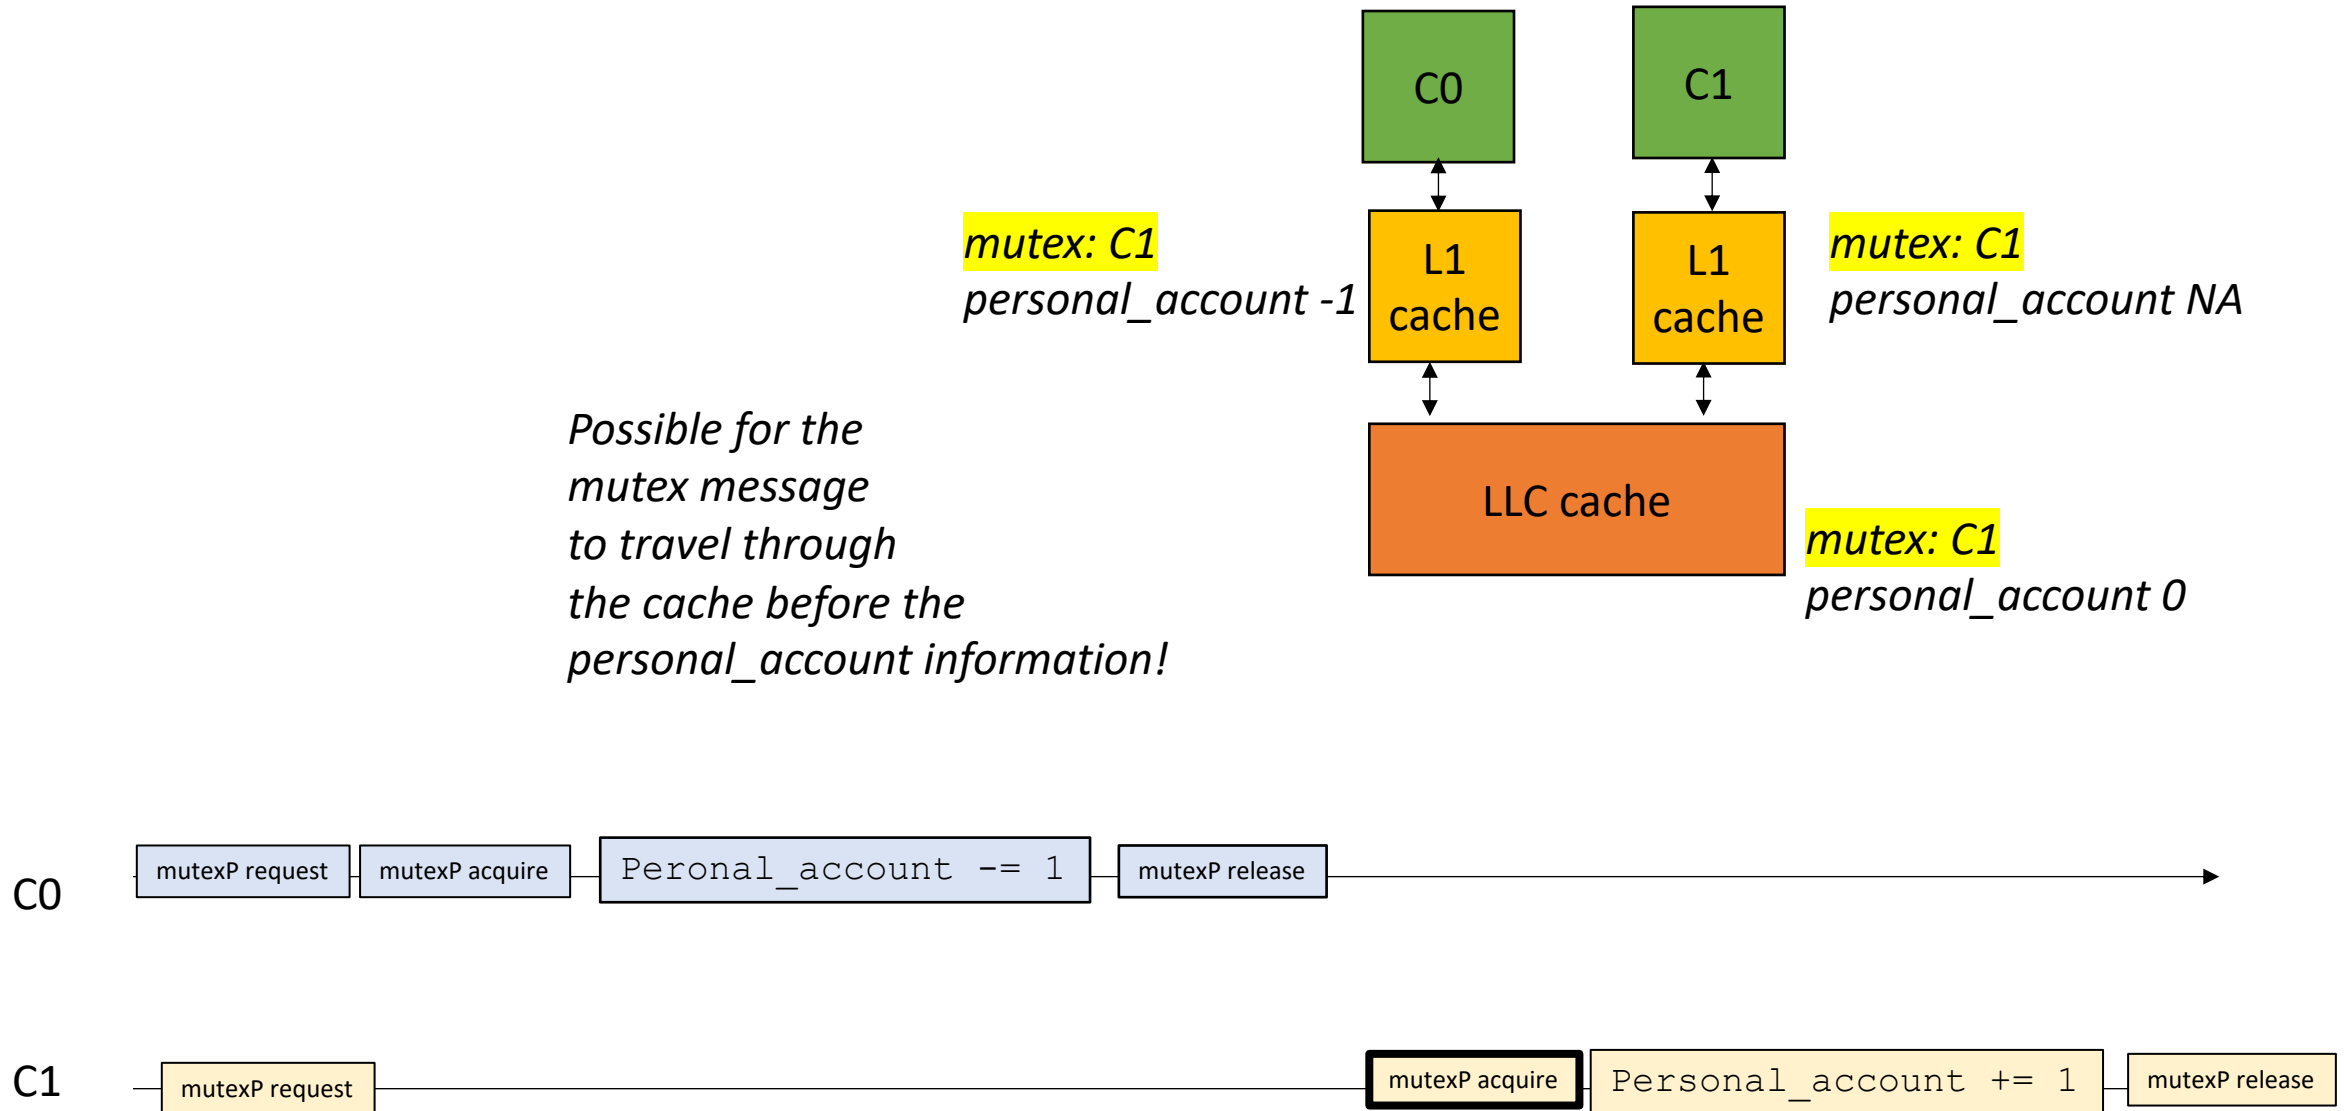 C0
C1
mutex: C1
personal_account -1
L1
cache
L1
cache
mutex: C1
personal_account NA
Possible for the
mutex message
to travel through
the cache before the
personal_account information!
LLC cache
mutex: C1
personal_account 0
C0
mutexP request
mutexP acquire
Peronal_account -= 1
mutexP release
C1
mutexP request
mutexP acquire
Personal_account += 1
mutexP release